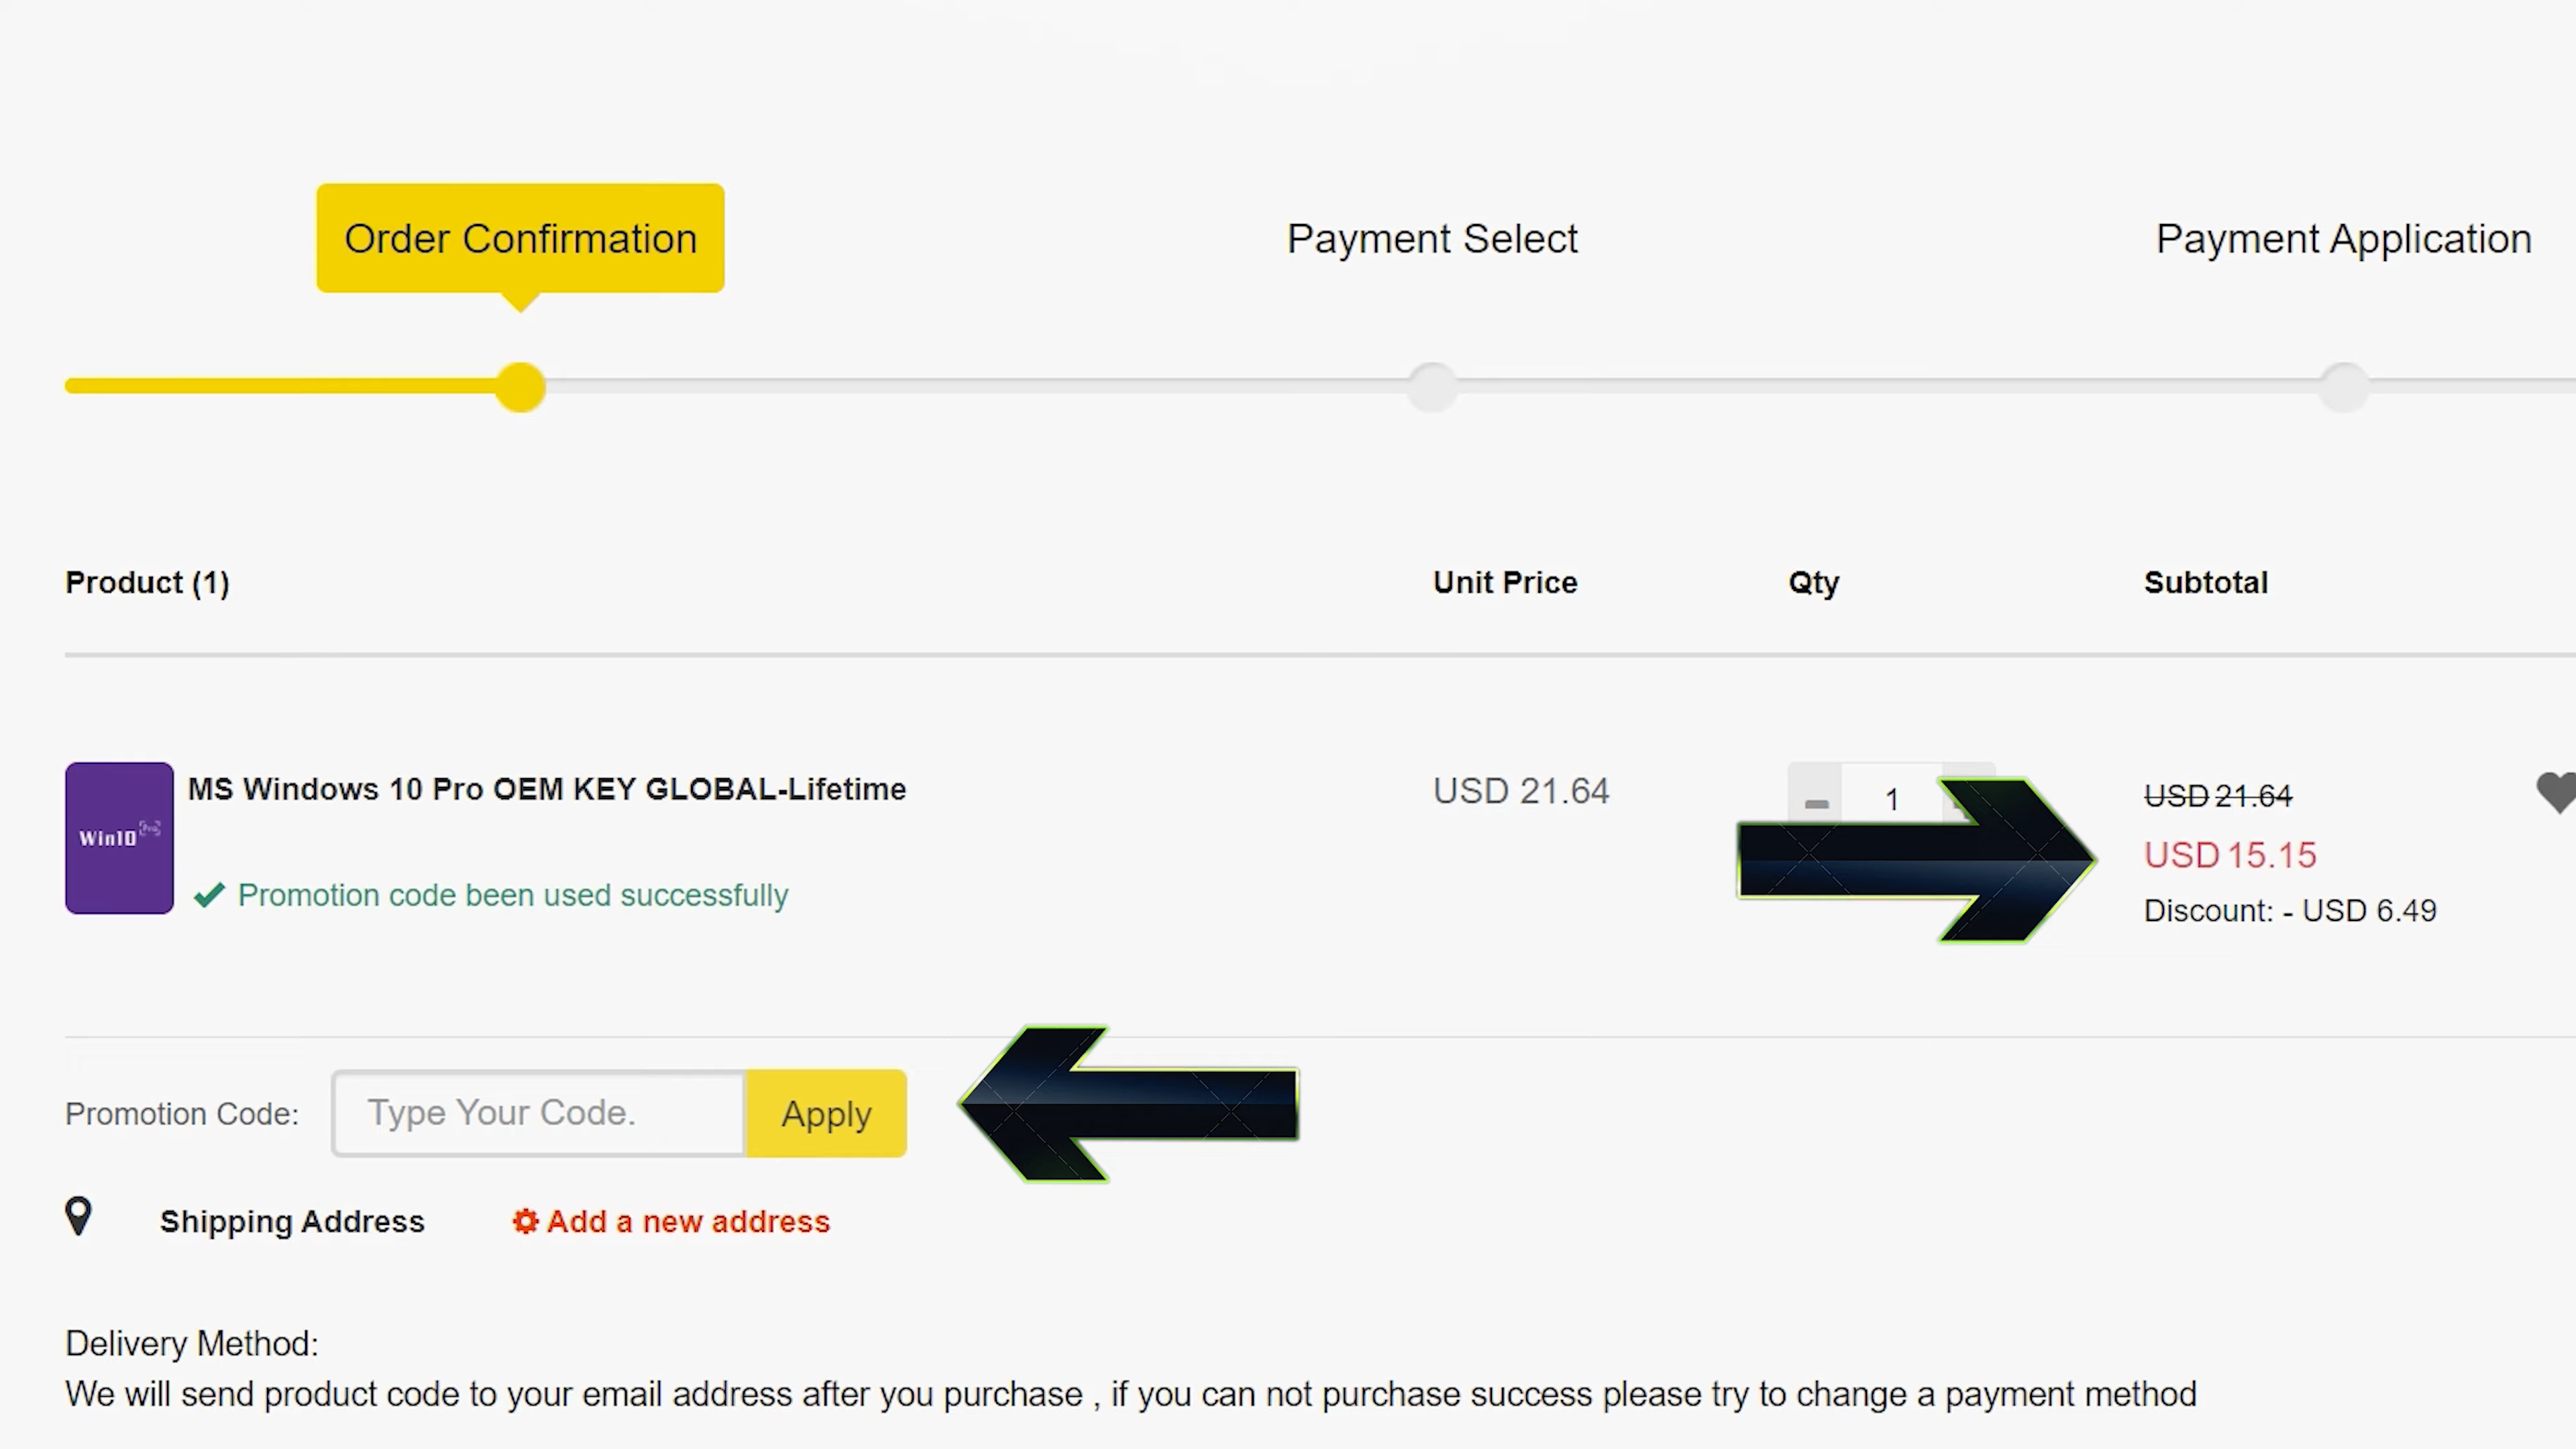 Order Confirmation
Payment Select
Payment Application
Product (1)
Unit Price
Qty
Subtotal
MS Windows 10 Pro OEM KEY GLOBAL-Lifetime
Win10 Pro
USD 21.64
1
USD 21.64
USD 15.15
Promotion code been used successfully
Discount: - USD 6.49
Promotion Code:
Type Your Code.
Apply
Shipping Address
Add a new address
Delivery Method:
We will send product code to your email address after you purchase , if you can not purchase success please try to change a payment method